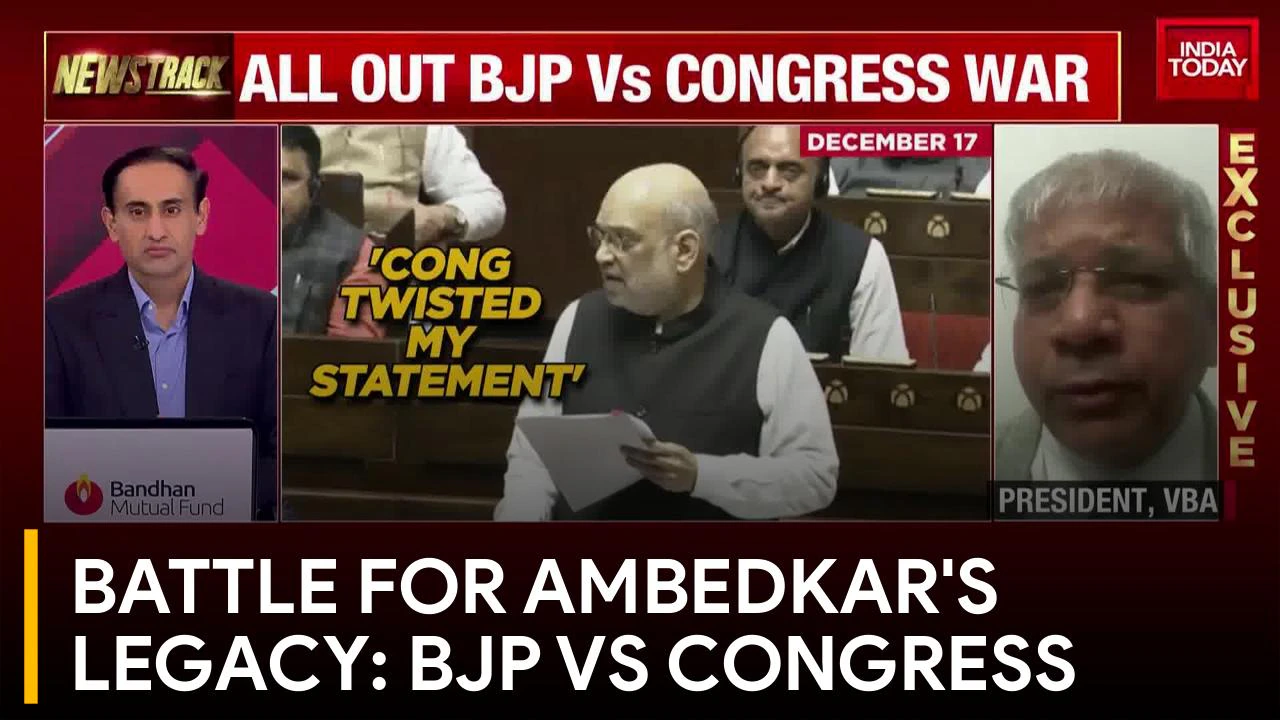 NEWSTRACK ALL OUT BJP Vs CONGRESS WAR
INDIA
TODAY
DECEMBER 17
EXCLUSIVE
'CONG
TWISTED
MY
STATEMENT'
Bandhan
Mutual Fund
PRESIDENT, VBA
BATTLE FOR AMBEDKAR'S
LEGACY: BJP VS CONGRESS